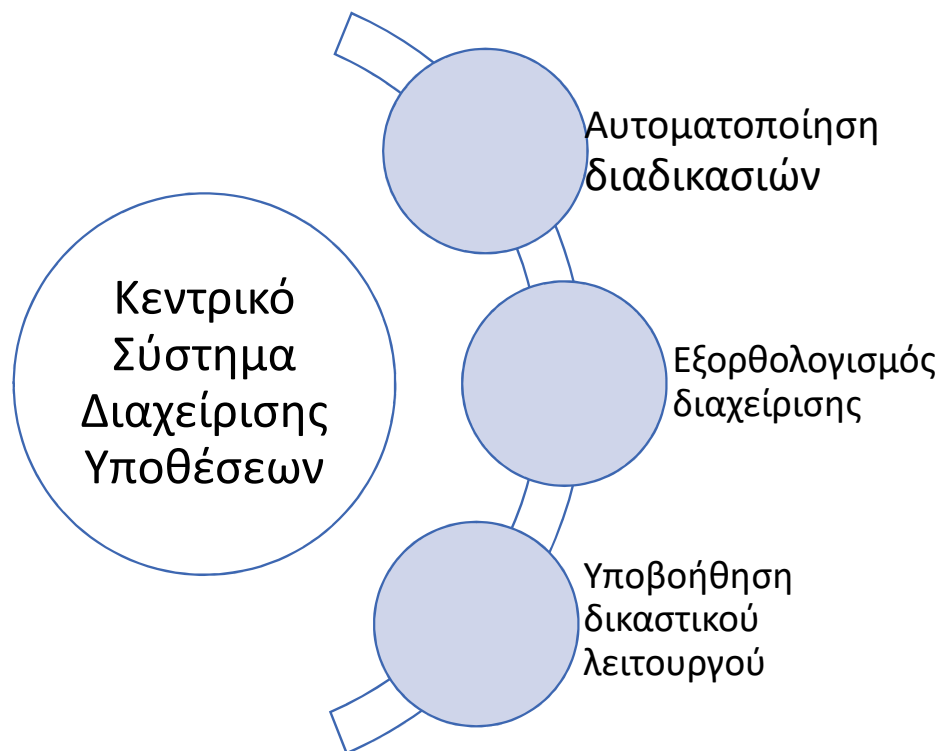 Κεντρικό
Σύστημα
Διαχείρισης
Υποθέσεων
Αυτοματοποίηση
διαδικασιών
Εξορθολογισμός
διαχείρισης
Υποβοήθηση
δικαστικού
λειτουργού